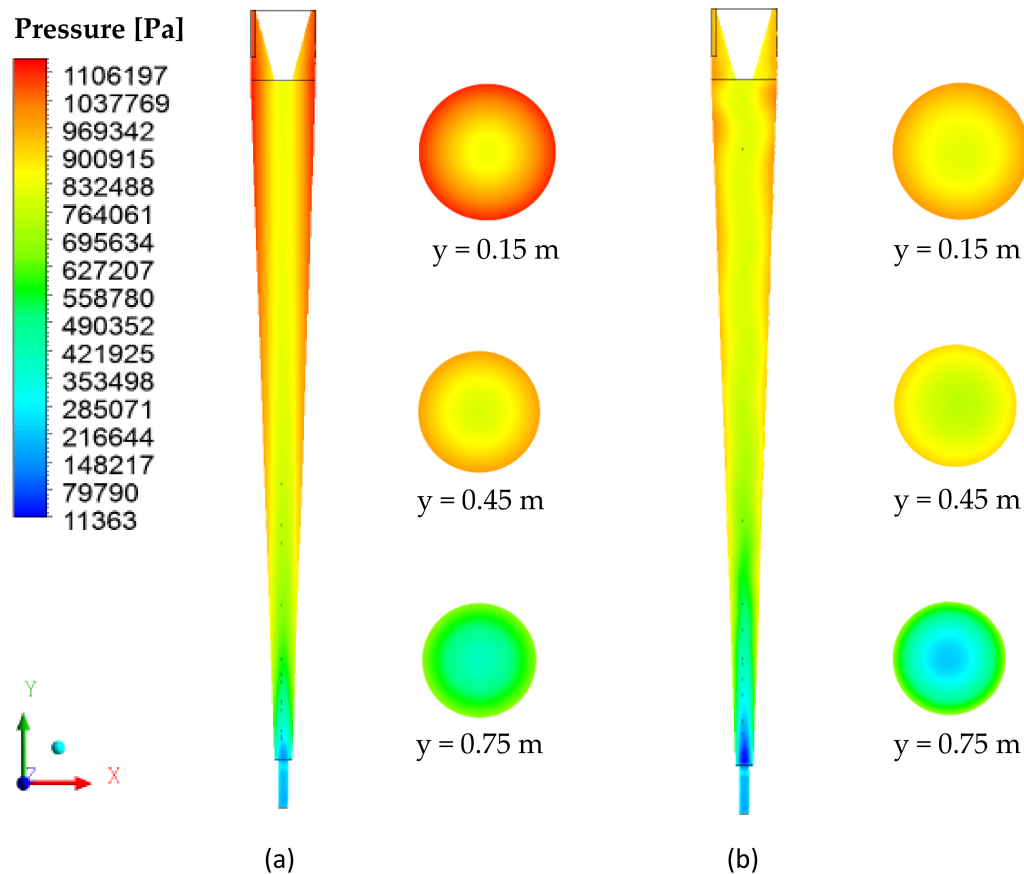 Pressure [Pa]
1106197
1037769
969342
900915
832488
764061
695634
627207
558780
490352
421925
353498
285071
216644
148217
79790
11363
y = 0.15 m
y = 0.45 m
y = 0.75 m
y = 0.15 m
y = 0.45 m
y = 0.75 m
Y
Z
X
(a)
(b)